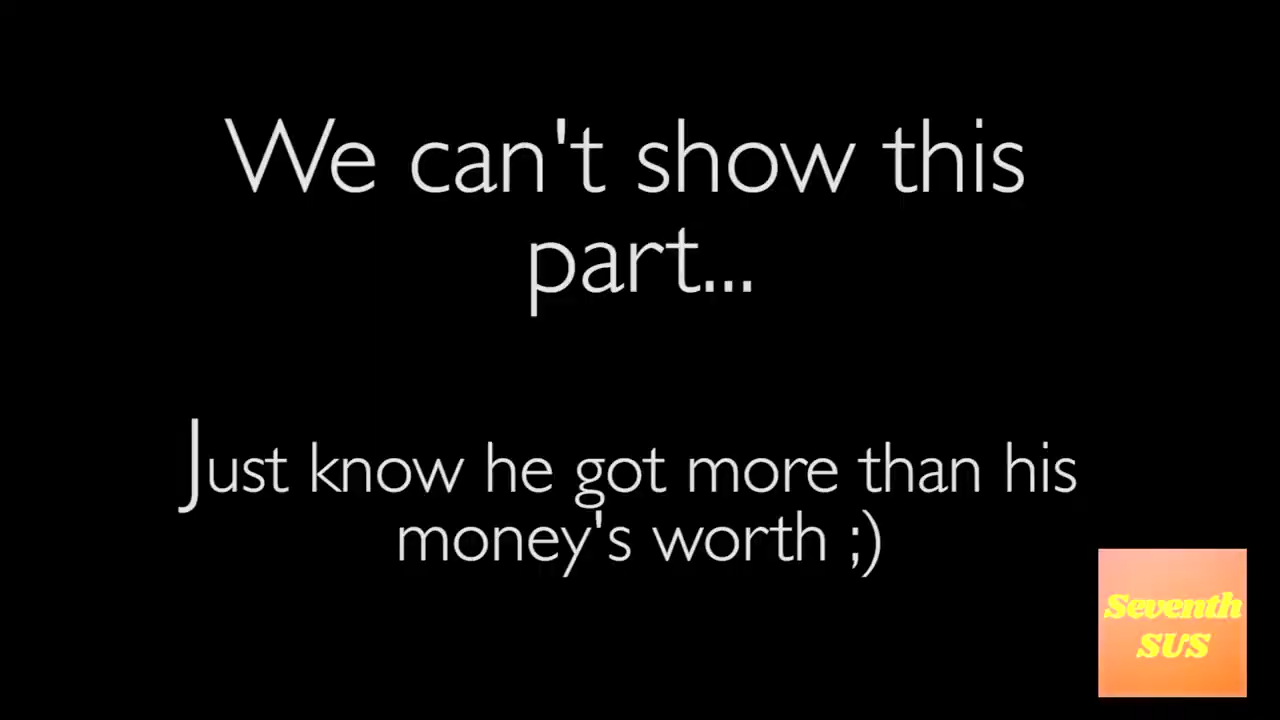 We can't show this
part...
Just know he got more than his
money's worth ;)
Seventh
SUS